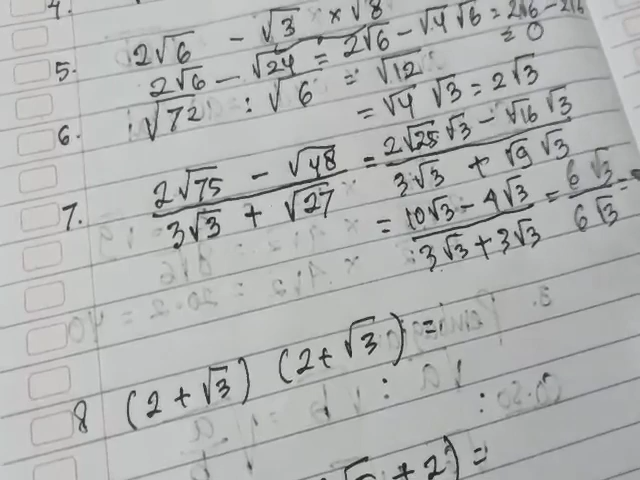 4.
5. 2√6 - √3 × √8
2√6 - √24 = 2√6 - √4 √6 = 2√6 - 2√6
= 0
6. √72 : √6 = √12
= √4 √3 = 2√3
7. 2√75 - √48 / 3√3 + √27 = 2√25 √3 - √16 √3 / 3√3 + √9 √3
= 10√3 - 4√3 / 3√3 + 3√3 = 6√3 / 6√3 =
8 (2 + √3) (2 + √3) =
+ 2) =